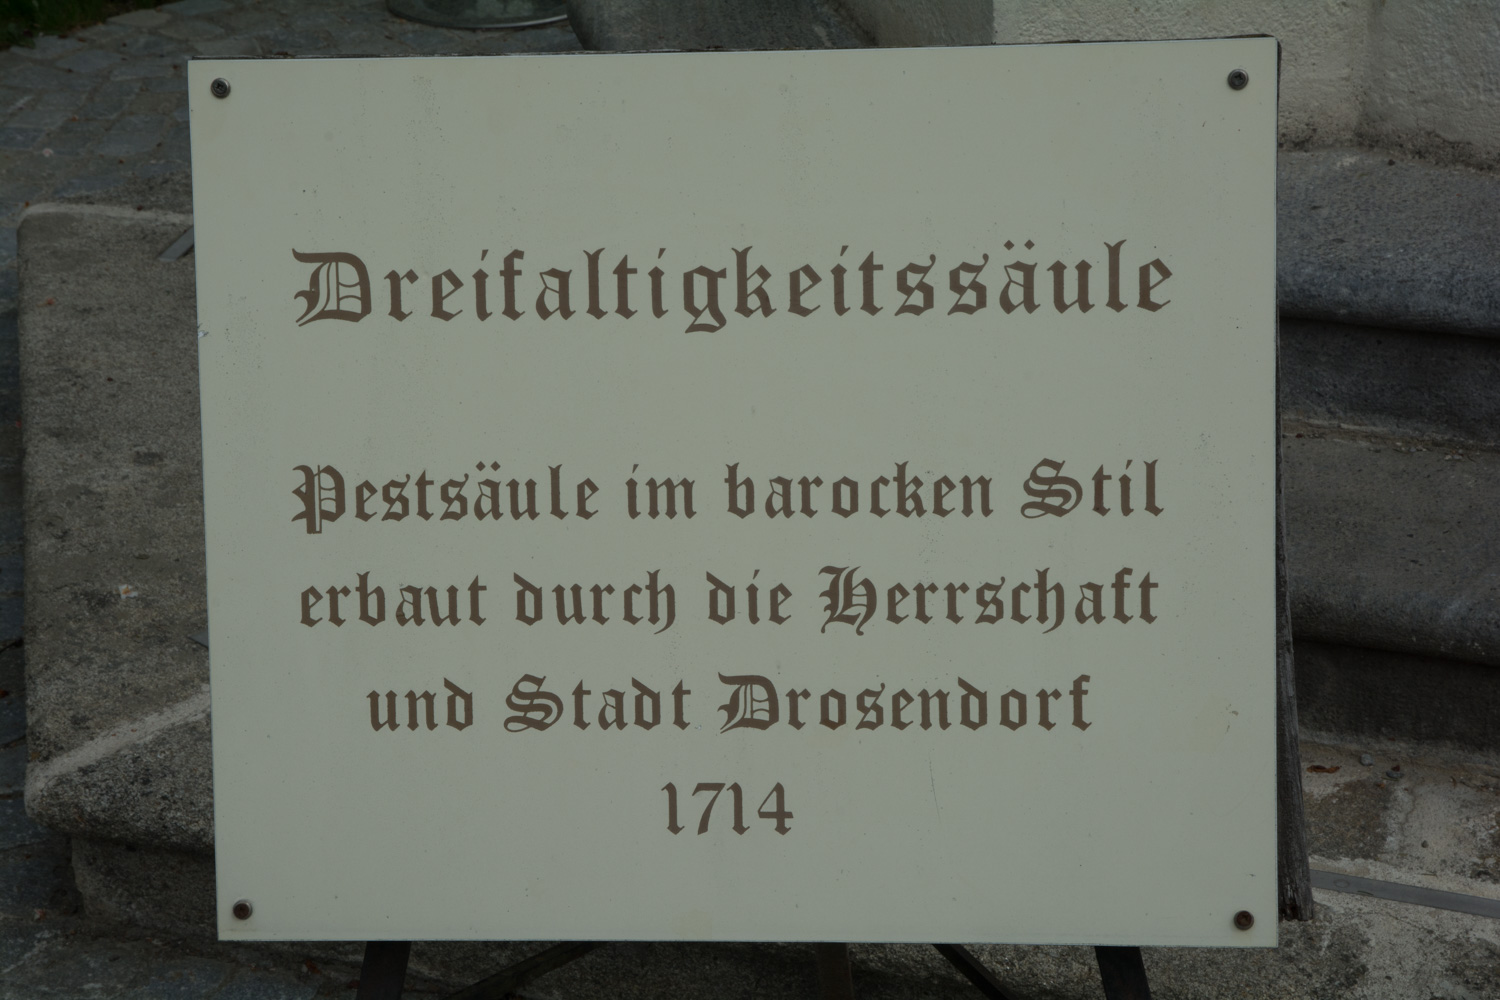 Dreifaltigkeitssäule
Pestsäule im barocken Stil
erbaut durch die Herrschaft
und Stadt Drosendorf
1714